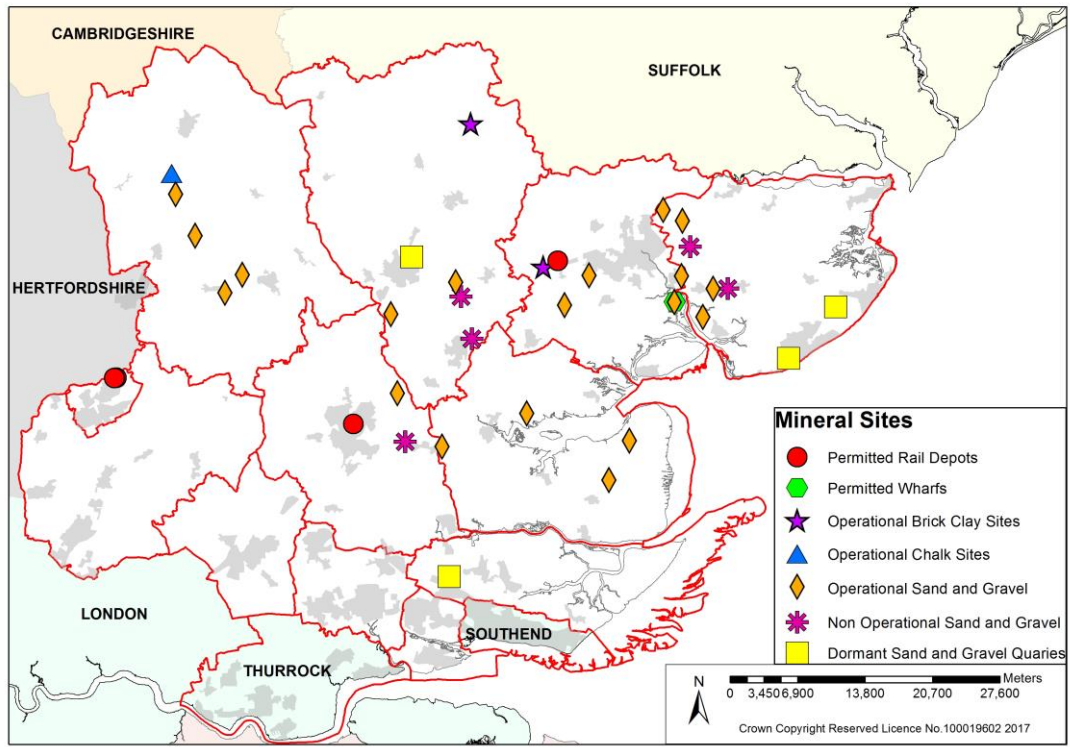 CAMBRIDGESHIRE
SUFFOLK
HERTFORDSHIRE
LONDON
THURROCK
SOUTHEND
Mineral Sites
Permitted Rail Depots
Permitted Wharfs
Operational Brick Clay Sites
Operational Chalk Sites
Operational Sand and Gravel
Non Operational Sand and Gravel
Dormant Sand and Gravel Quaries
N
Meters
0 3,450 6,900 13,800 20,700 27,600
Crown Copyright Reserved Licence No.100019602 2017